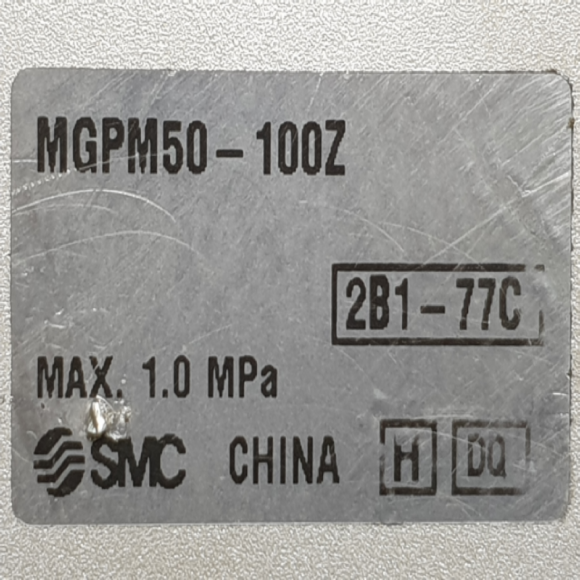 MGPM50-100Z
2B1-77C
MAX. 1.0 MPa
SMC CHINA H DQ